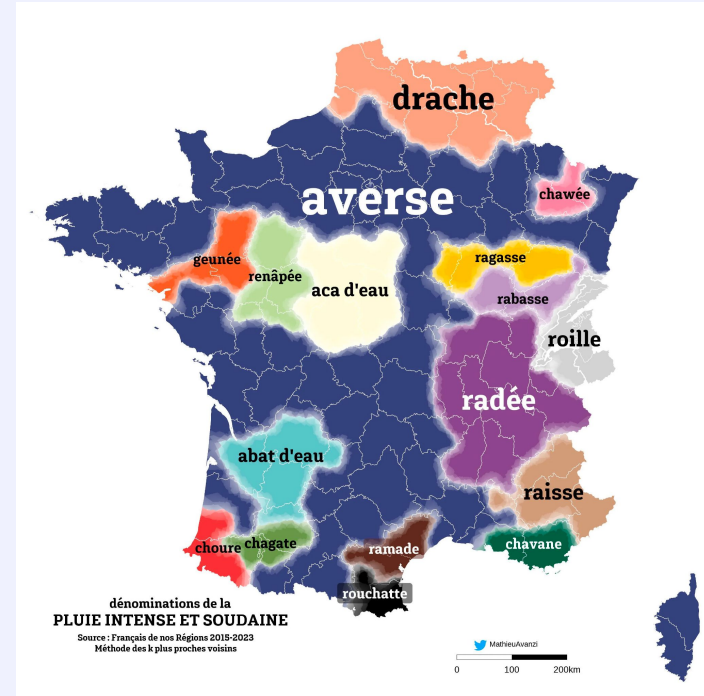 drache
chawée
averse
geunée
renâpée
aca d'eau
ragasse
rabasse
roille
radée
abat d'eau
raisse
choure
chagate
ramade
chavane
rouchatte
dénominations de la
PLUIE INTENSE ET SOUDAINE
Source : Français de nos Régions 2015-2023
Méthode des k plus proches voisins
MathieuAvanzi
0 100 200km